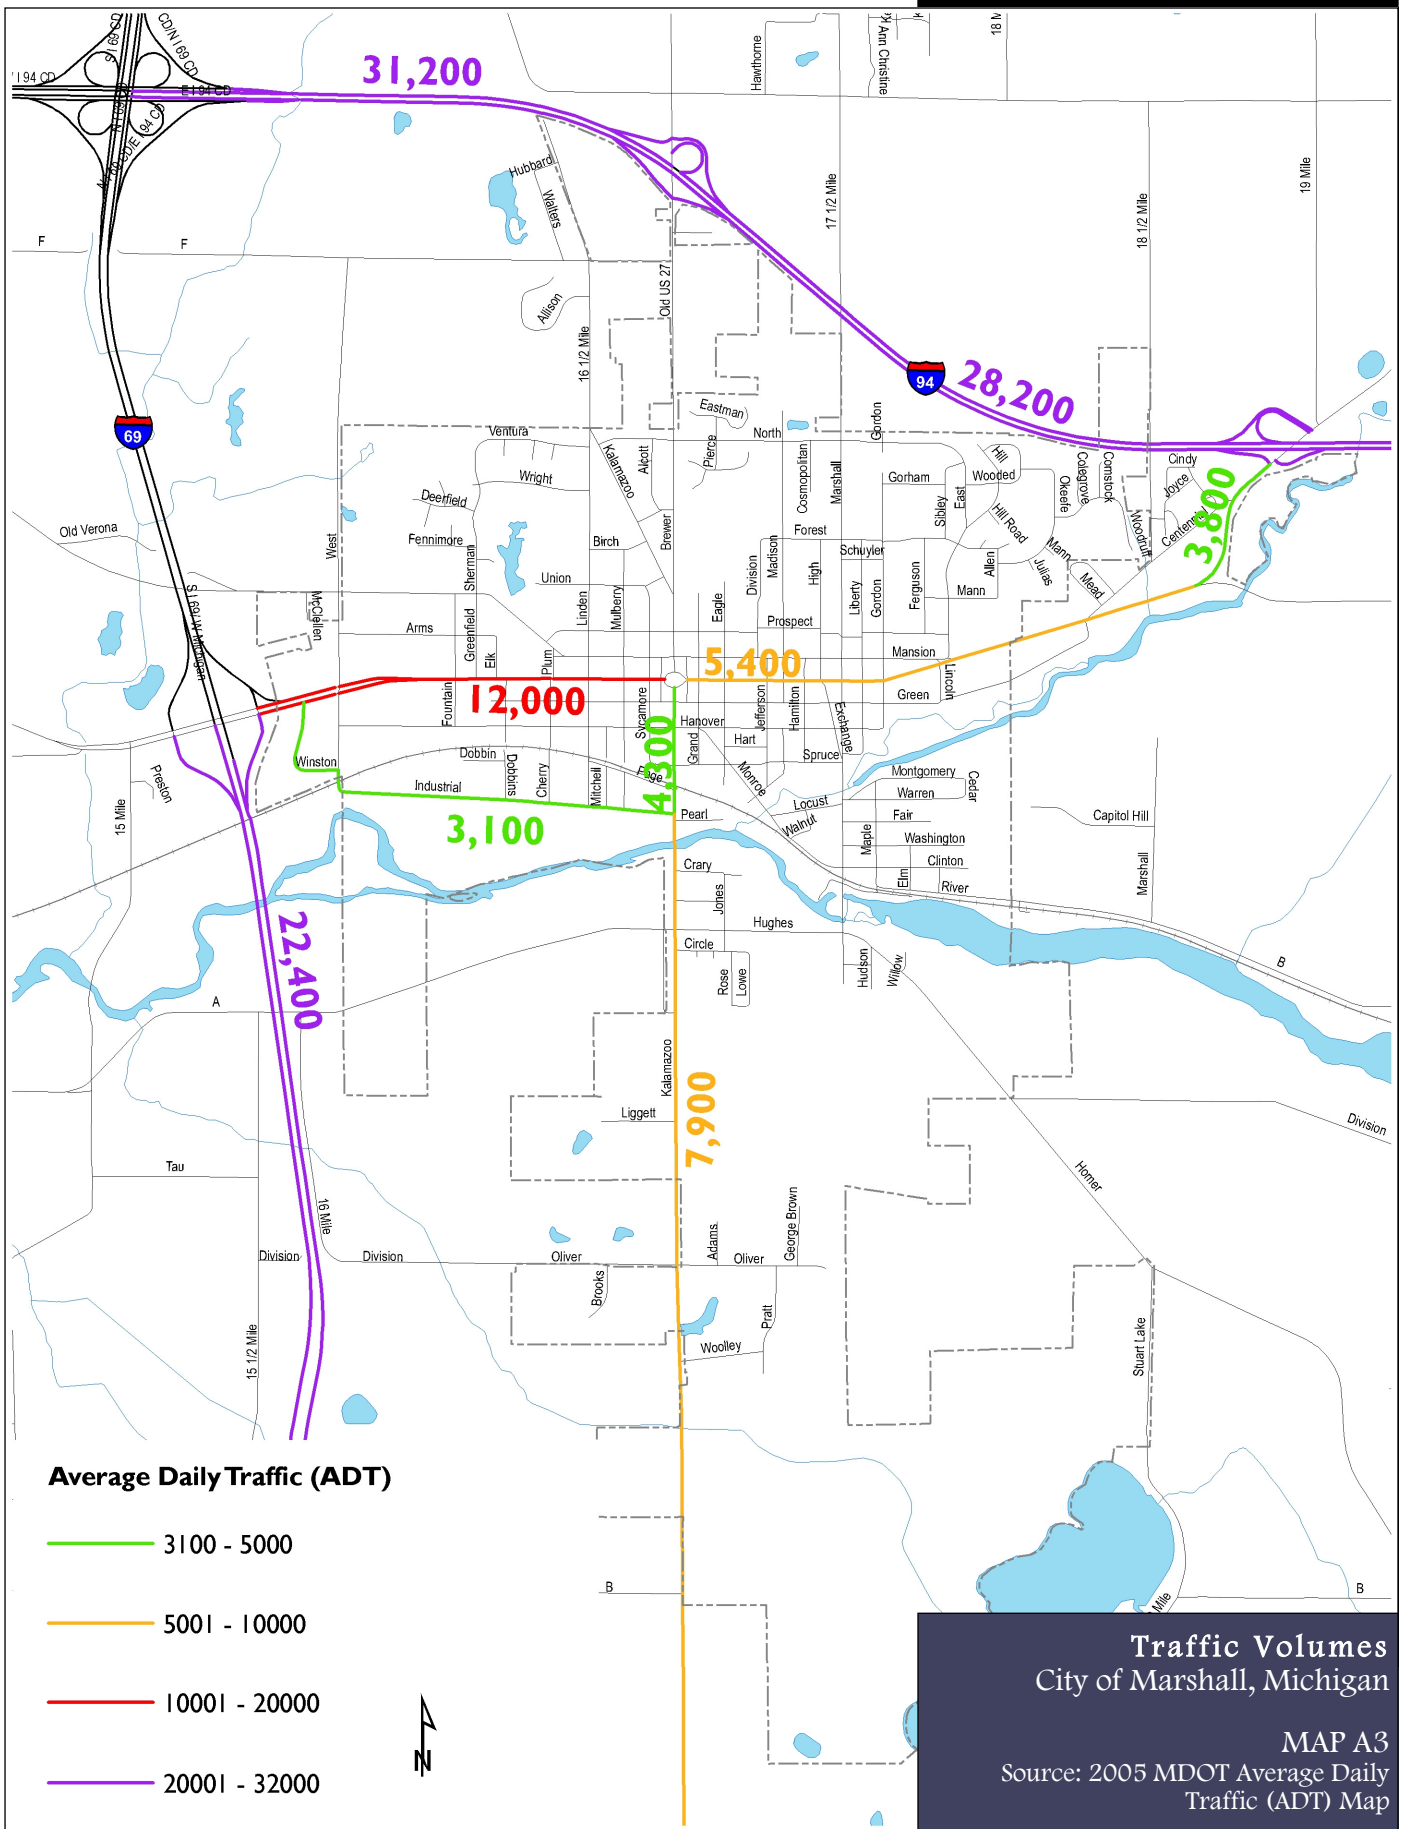 S I 69 CD
CD/N I 69 CD
Hawthorne
Ann Christine
18 M
' I 94 CD
E I 94 CD
N I 69 CD
N I 69 CD/E I 94 CD
31,200
Hubbard
Walters
17 1/2 Mile
18 1/2 Mile
19 Mile
F
F
Old US 27
Allison
16 1/2 Mile
94
28,200
69
Eastman
Ventura
North
Gordon
Kalamazoo
Alcott
Pierce
Cosmopolitan
Marshall
Hill
Wooded
Cindy
Joyce
Colegrove
Comstock
Okeefe
Wright
Gorham
Sibley
East
Deerfield
Old Verona
West
Fennimore
Brewer
Birch
Forest
Hill Road
Woodruff
Centennial
3,800
Mann
Schuyler
Sherman
Union
Division
Madison
High
Allen
Julias
Mead
S I 69/ W Michigan
McClellen
Linden
Mulberry
Eagle
Liberty
Gordon
Ferguson
Mann
Arms
Greenfield
Elk
Prospect
Plum
5,400
Mansion
Lincoln
12,000
Fountain
Sycamore
Jefferson
Hamilton
Green
Exchange
Hanover
4,300
Grand
Hart
Dobbin
Spruce
Winston
Preston
Industrial
Dobbins
Cherry
Mitchell
Page
Monroe
Montgomery
Cedar
Warren
15 Mile
Locust
3,100
Pearl
Walnut
Fair
Capitol Hill
Maple
Washington
Crary
Clinton
Elm
River
Marshall
Jones
22,400
Hughes
Circle
Rose
Lowe
Hudson
Willow
B
A
Kalamazoo
7,900
Liggett
Division
Tau
Homer
16 Mile
Adams
George Brown
Division
Division
Oliver
Oliver
Brooks
Pratt
15 1/2 Mile
Woolley
Stuart Lake
B
B
Mile
Average Daily Traffic (ADT)
3100 - 5000
5001 - 10000
10001 - 20000
20001 - 32000
N
Traffic Volumes
City of Marshall, Michigan
MAP A3
Source: 2005 MDOT Average Daily
Traffic (ADT) Map